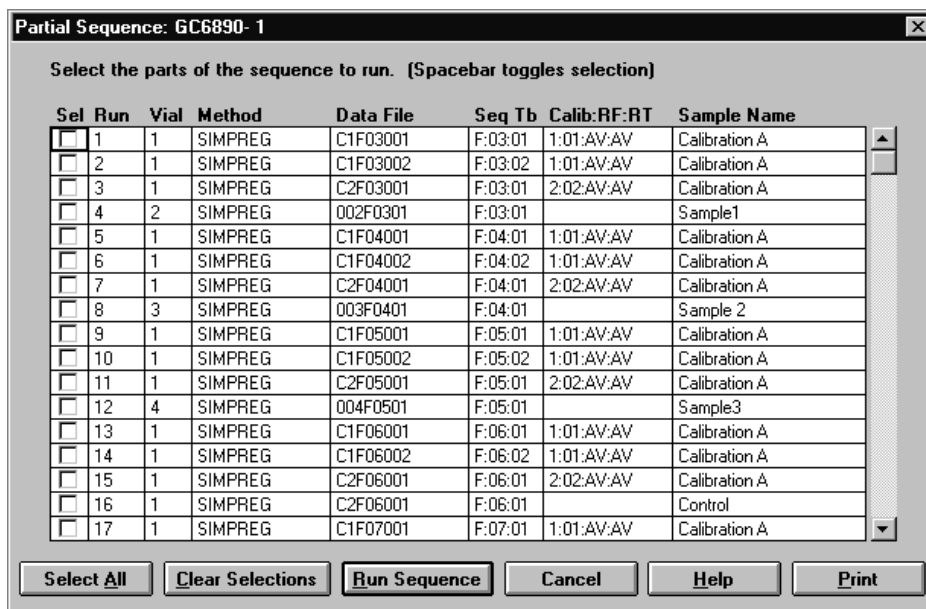 Partial Sequence: GC6890- 1
Select the parts of the sequence to run. (Spacebar toggles selection)
Sel Run Vial Method Data File Seq Tb Calib:RF:RT Sample Name
1 1 SIMPREG C1F03001 F:03:01 1:01:AV:AV Calibration A
2 1 SIMPREG C1F03002 F:03:02 1:01:AV:AV Calibration A
3 1 SIMPREG C2F03001 F:03:01 2:02:AV:AV Calibration A
4 2 SIMPREG 002F0301 F:03:01 Sample1
5 1 SIMPREG C1F04001 F:04:01 1:01:AV:AV Calibration A
6 1 SIMPREG C1F04002 F:04:02 1:01:AV:AV Calibration A
7 1 SIMPREG C2F04001 F:04:01 2:02:AV:AV Calibration A
8 3 SIMPREG 003F0401 F:04:01 Sample 2
9 1 SIMPREG C1F05001 F:05:01 1:01:AV:AV Calibration A
10 1 SIMPREG C1F05002 F:05:02 1:01:AV:AV Calibration A
11 1 SIMPREG C2F05001 F:05:01 2:02:AV:AV Calibration A
12 4 SIMPREG 004F0501 F:05:01 Sample3
13 1 SIMPREG C1F06001 F:06:01 1:01:AV:AV Calibration A
14 1 SIMPREG C1F06002 F:06:02 1:01:AV:AV Calibration A
15 1 SIMPREG C2F06001 F:06:01 2:02:AV:AV Calibration A
16 1 SIMPREG C2F06001 F:06:01 Control
17 1 SIMPREG C1F07001 F:07:01 1:01:AV:AV Calibration A
Select All Clear Selections Run Sequence Cancel Help Print